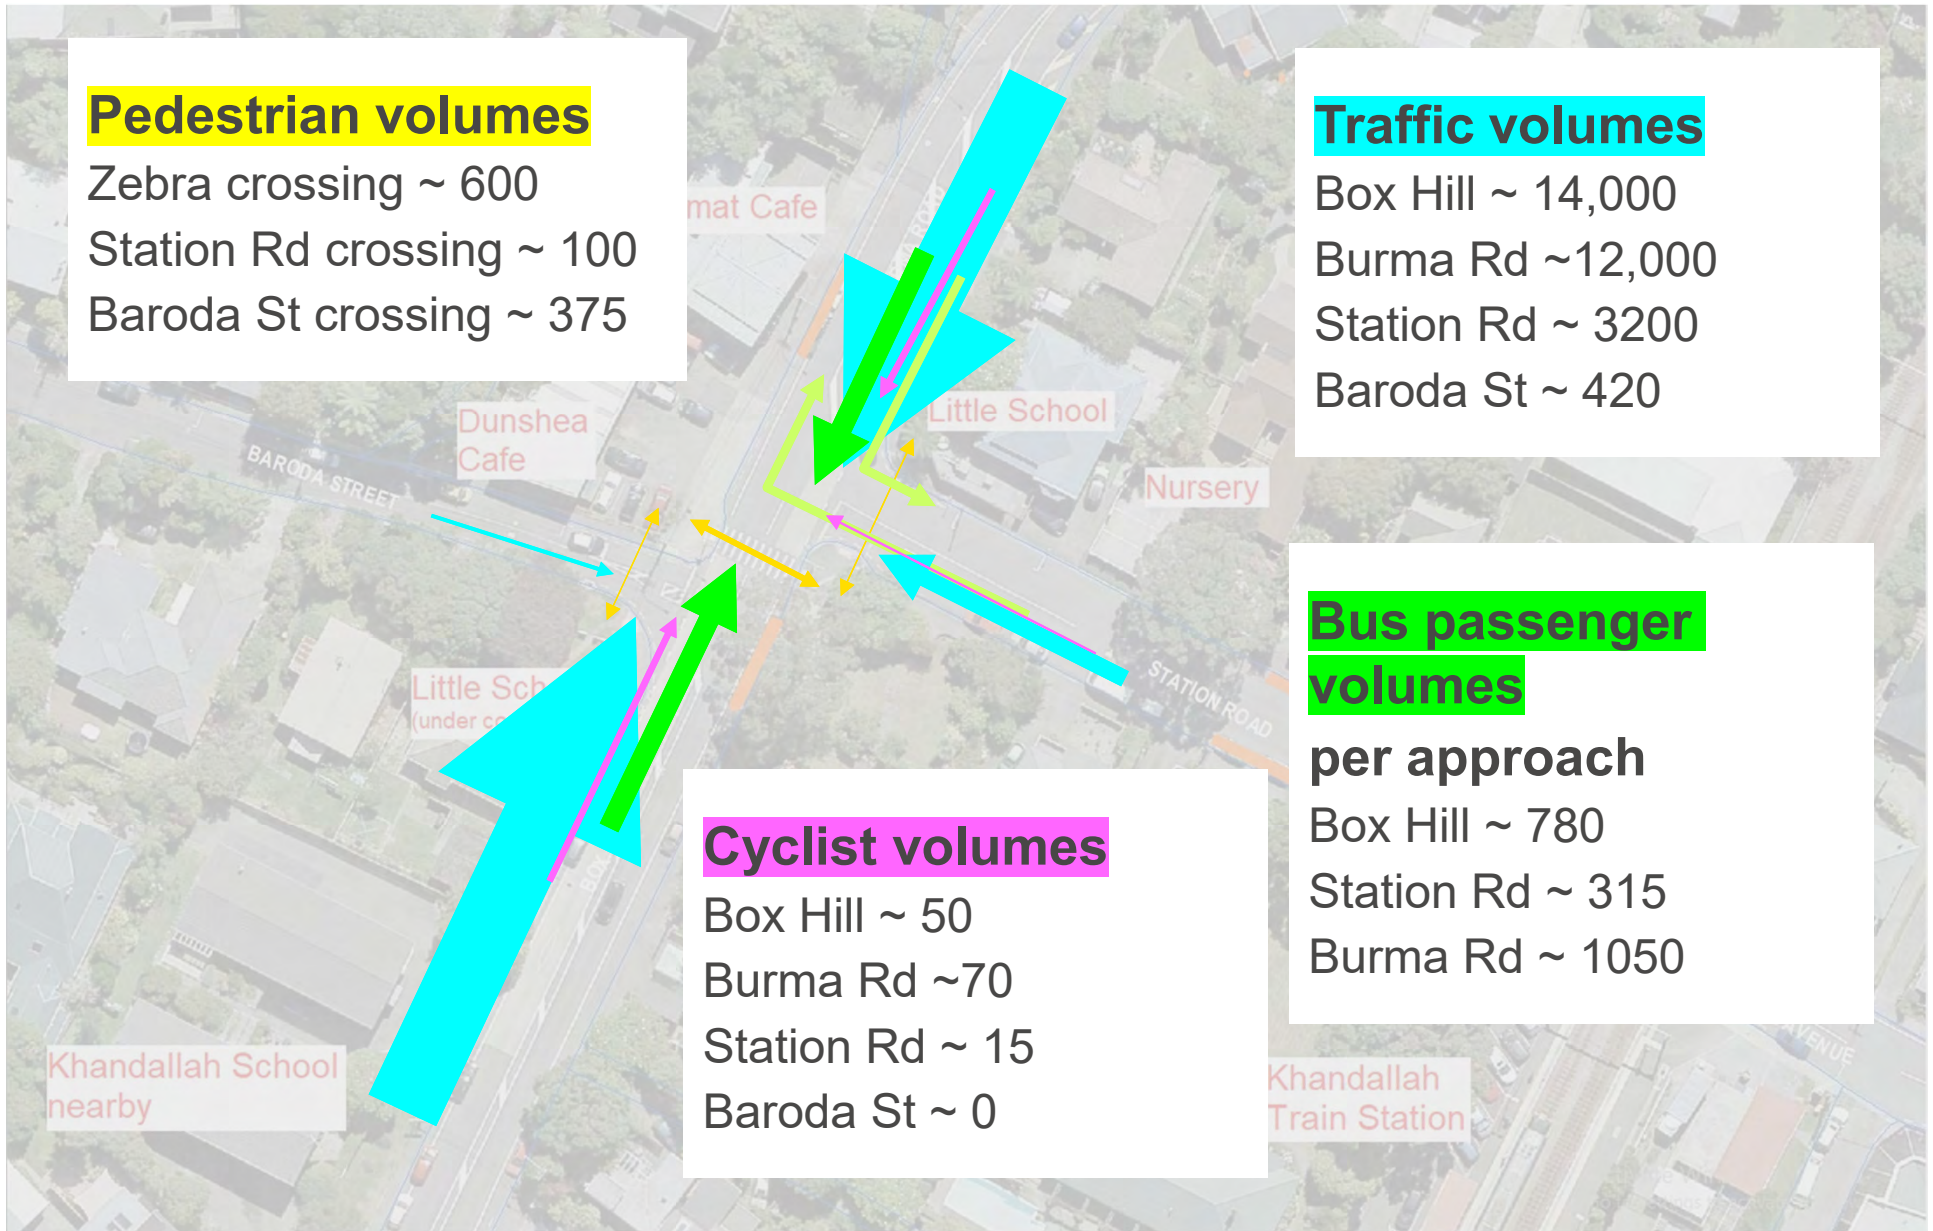 Pedestrian volumes
Zebra crossing ~ 600
Station Rd crossing ~ 100
Baroda St crossing ~ 375
Traffic volumes
Box Hill ~ 14,000
Burma Rd ~12,000
Station Rd ~ 3200
Baroda St ~ 420
mat Cafe
Dunshea
Cafe
BARODA STREET
Little School
Nursery
STATION ROAD
Little Sch
(under co
Bus passenger
volumes
per approach
Box Hill ~ 780
Station Rd ~ 315
Burma Rd ~ 1050
Cyclist volumes
Box Hill ~ 50
Burma Rd ~70
Station Rd ~ 15
Baroda St ~ 0
Khandallah School
nearby
Khandallah
Train Station
AVENUE